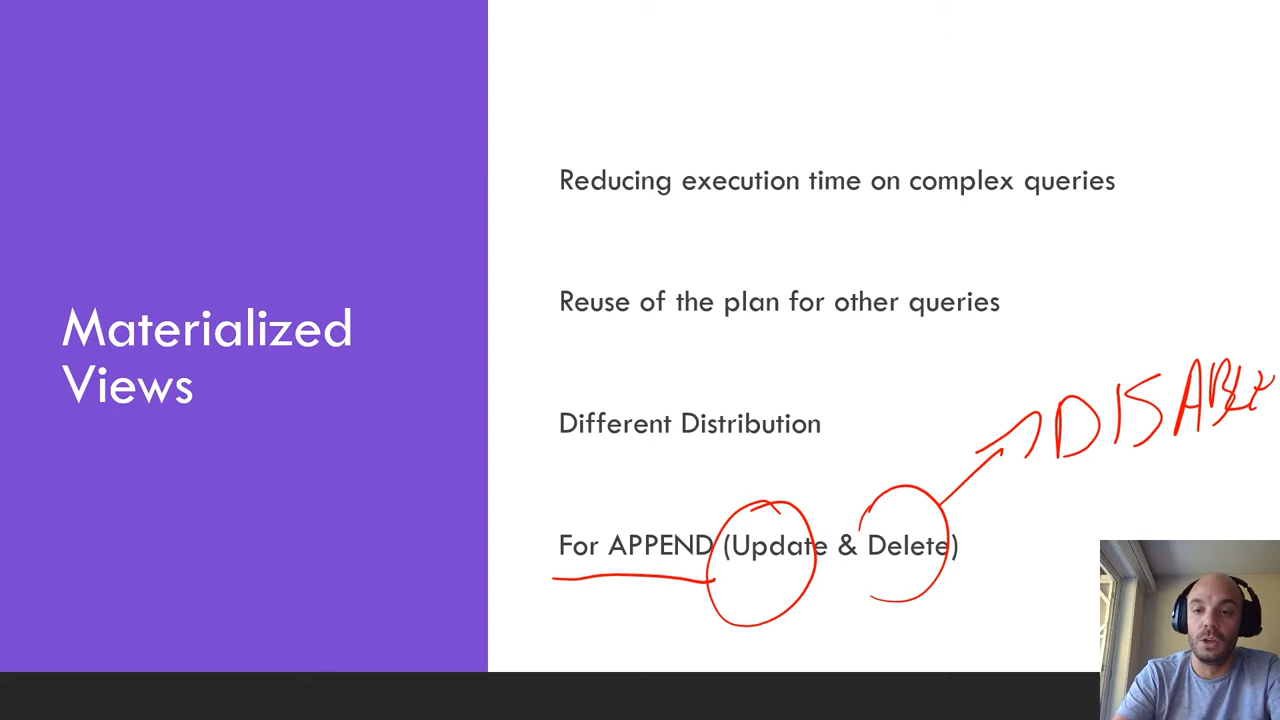 Materialized
Views
Reducing execution time on complex queries
Reuse of the plan for other queries
Different Distribution
DISABLE
For APPEND (Update & Delete)